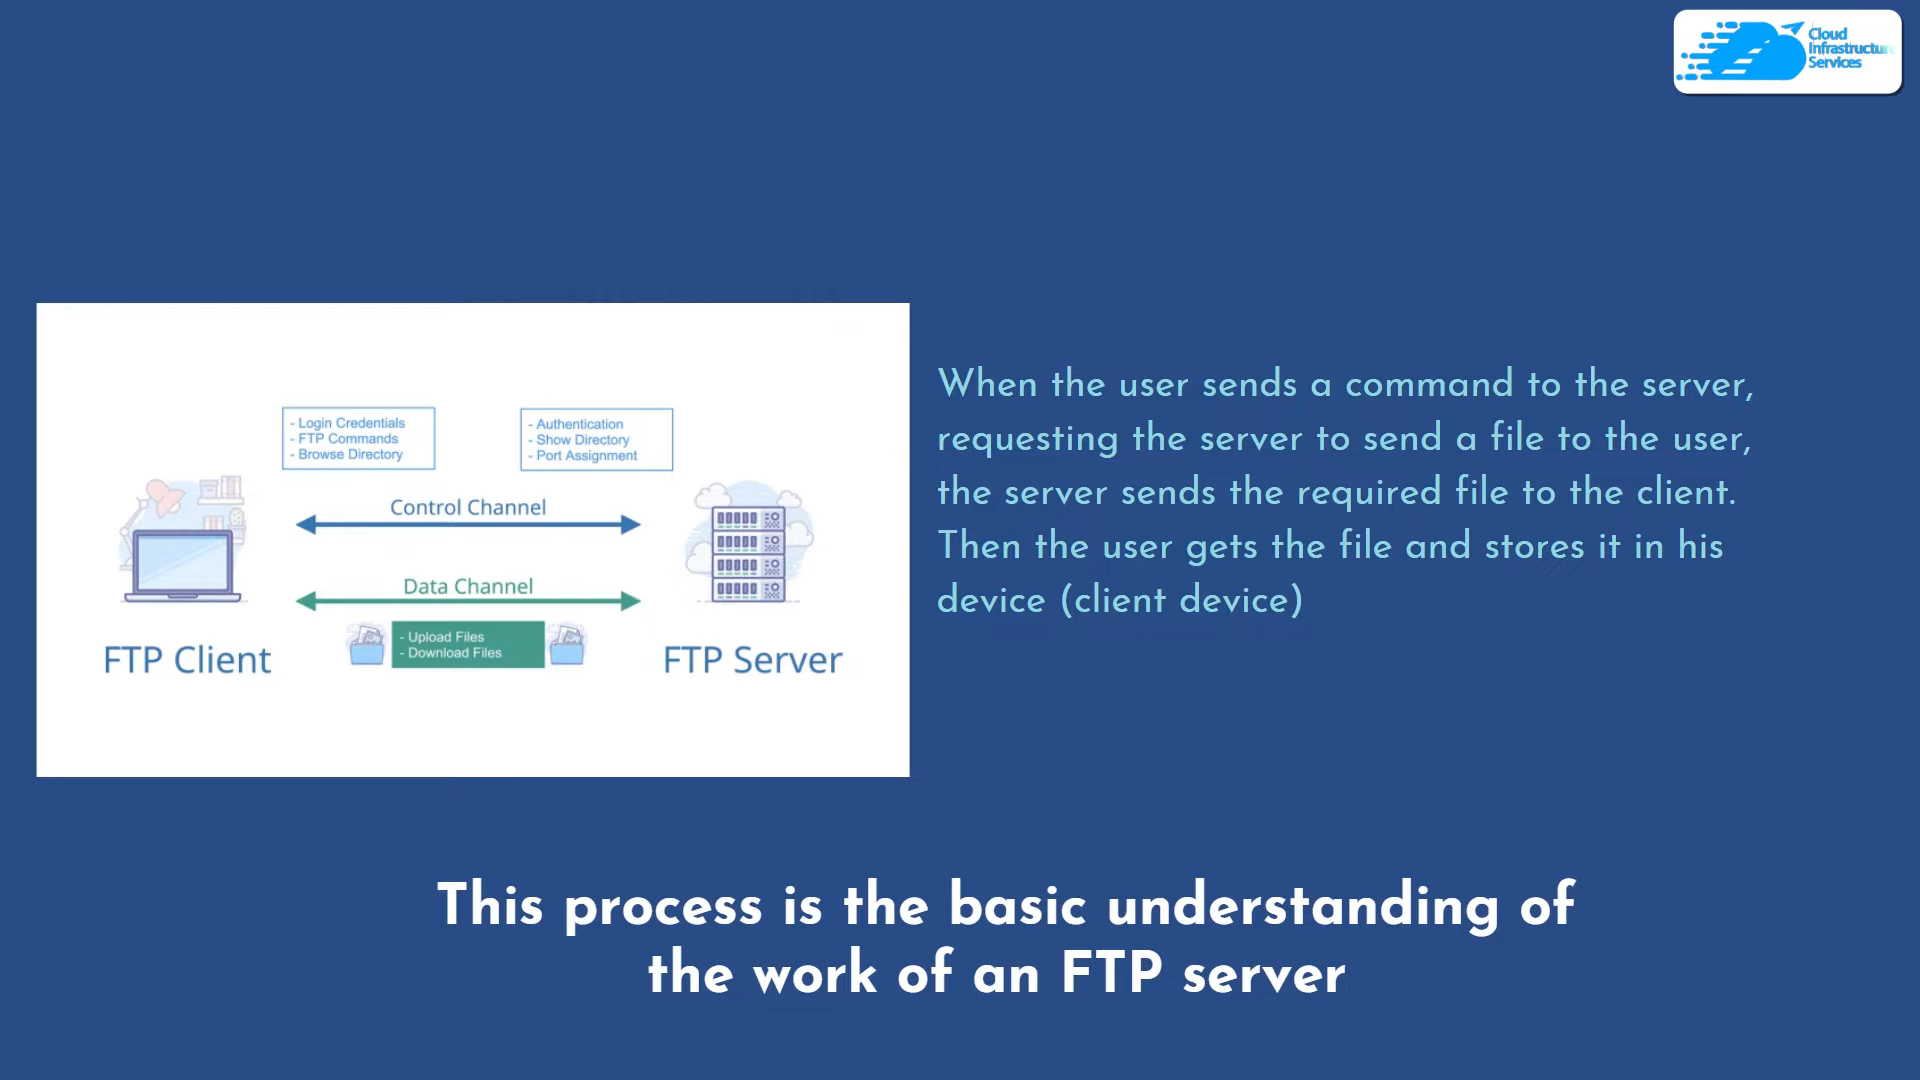 Cloud
Infrastructure
Services
- Login Credentials
- FTP Commands
- Browse Directory
- Authentication
- Show Directory
- Port Assignment
Control Channel
Data Channel
- Upload Files
- Download Files
FTP Client
FTP Server
When the user sends a command to the server,
requesting the server to send a file to the user,
the server sends the required file to the client.
Then the user gets the file and stores it in his
device (client device)
This process is the basic understanding of
the work of an FTP server